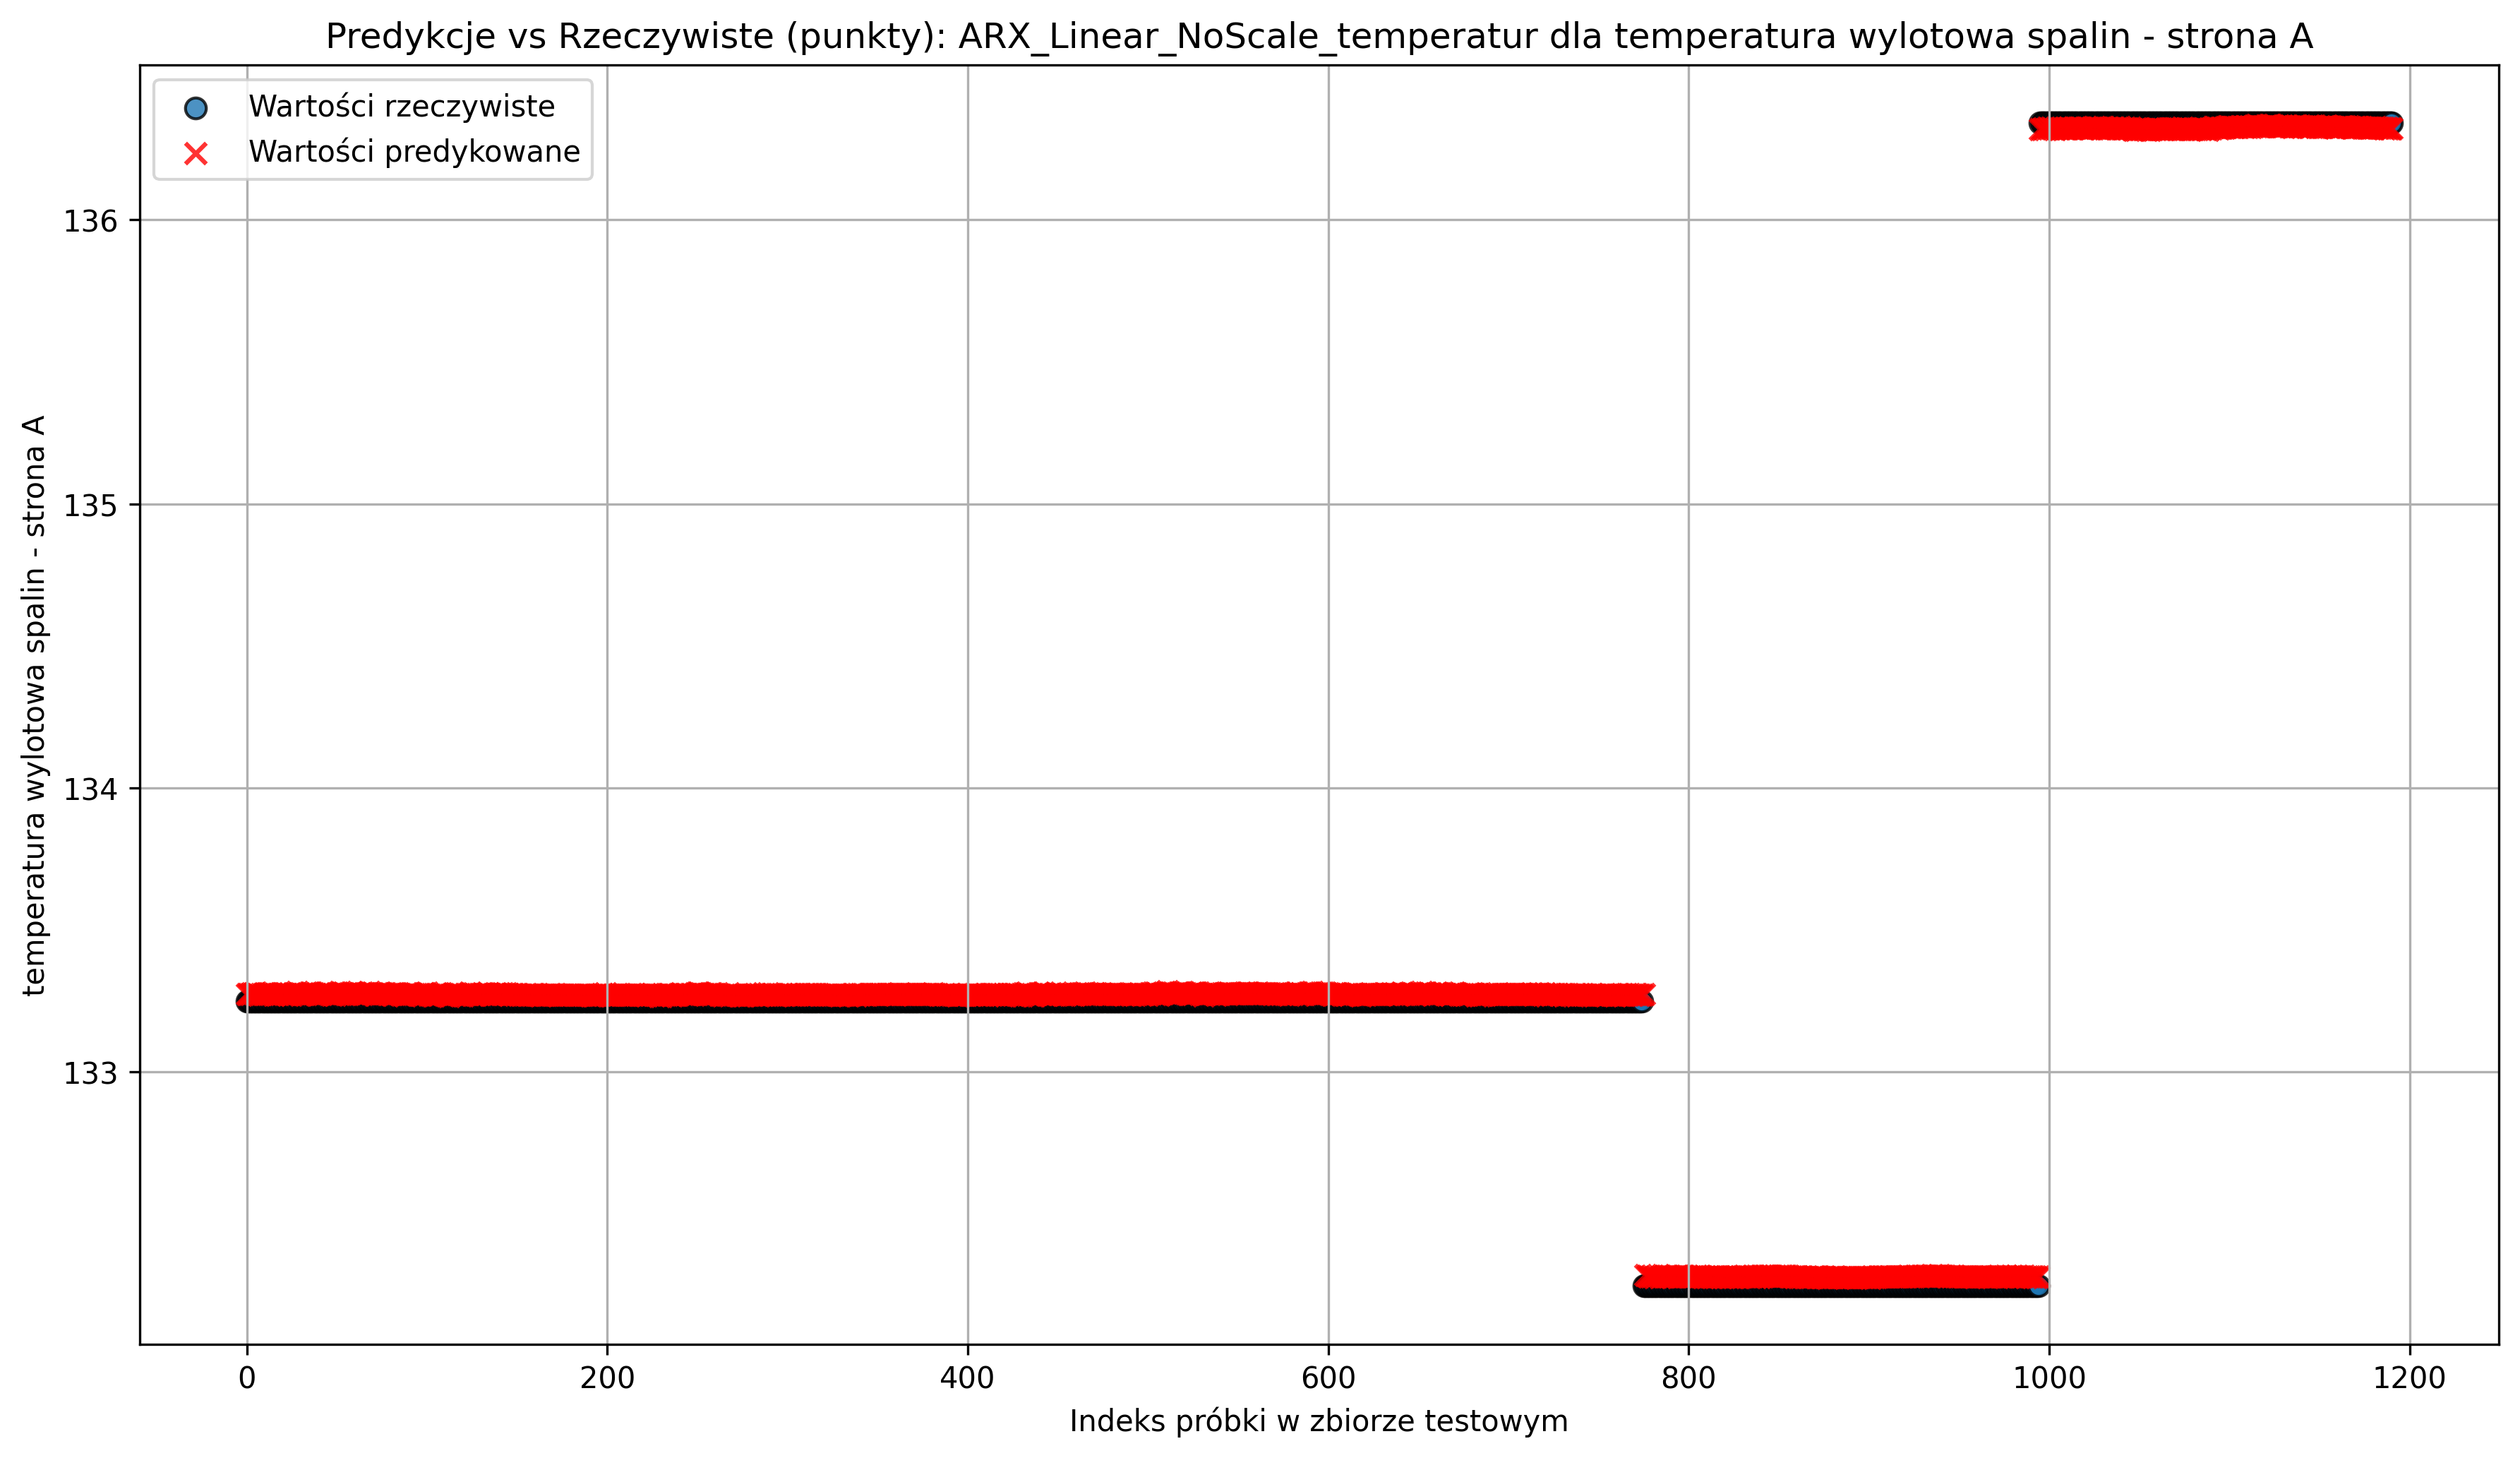 Predykcje vs Rzeczywiste (punkty): ARX_Linear_NoScale_temperatur dla temperatura wylotowa spalin - strona A
Wartości rzeczywiste
Wartości predykowane
temperatura wylotowa spalin - strona A
136
135
134
133
0 200 400 600 800 1000 1200
Indeks próbki w zbiorze testowym